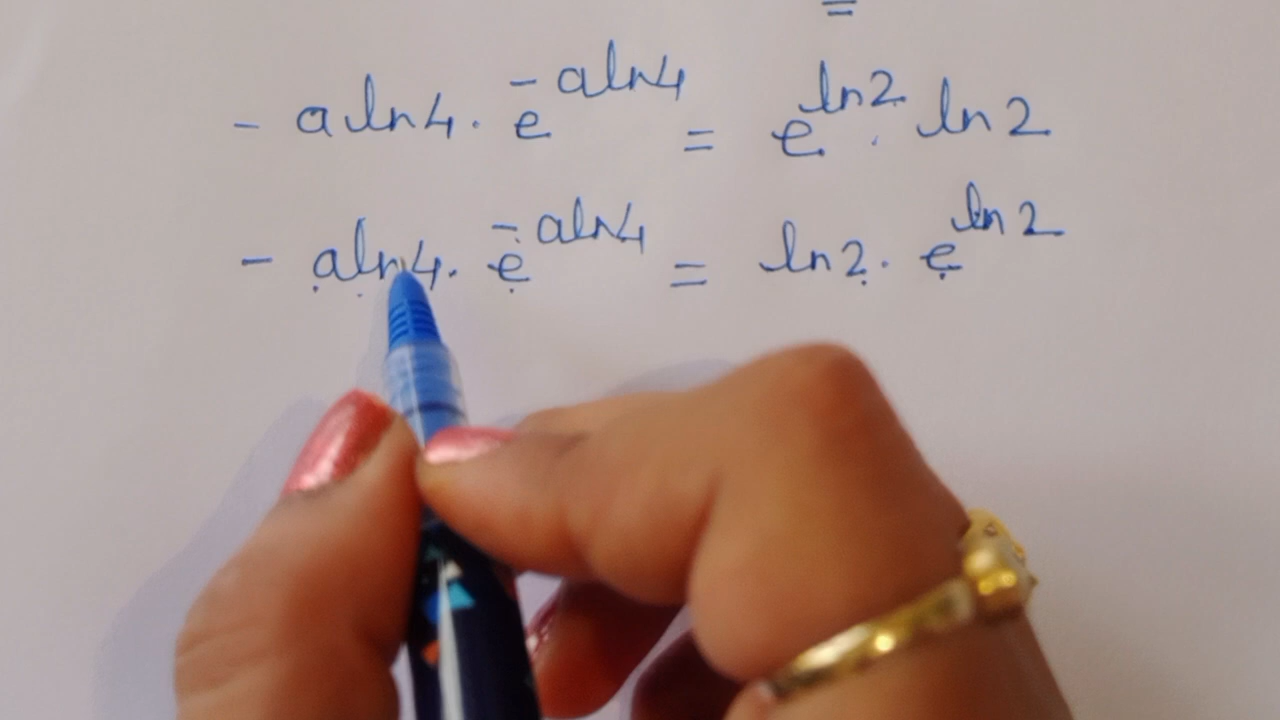 =
- aln4. e^-aln4 = e^ln2. ln2
- aln4. e^-aln4 = ln2. e^ln2